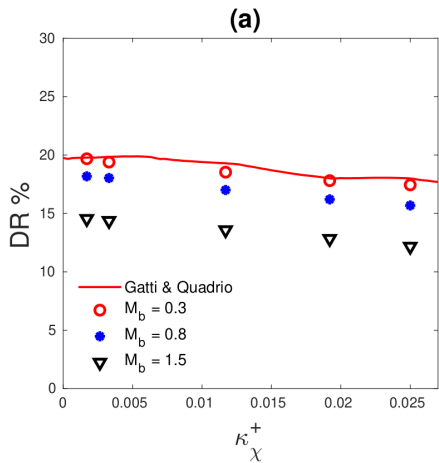 (a)
30
25
20
15
10
5
0
DR %
Gatti & Quadrio
M_b = 0.3
M_b = 0.8
M_b = 1.5
0 0.005 0.01 0.015 0.02 0.025
κ_χ^+